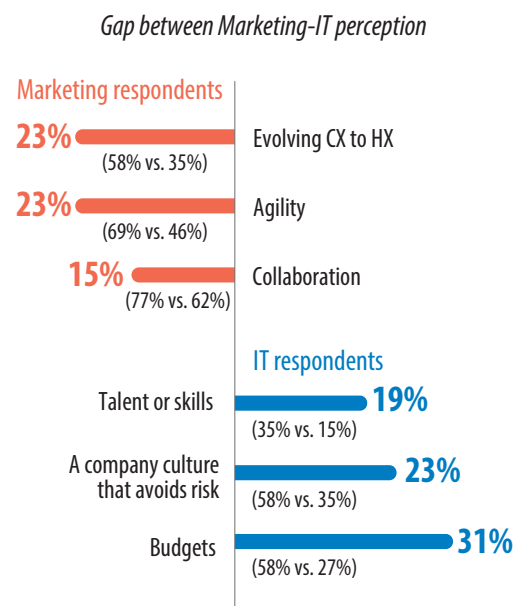 Gap between Marketing-IT perception
Marketing respondents
23%
Evolving CX to HX
(58% vs. 35%)
23%
Agility
(69% vs. 46%)
15%
Collaboration
(77% vs. 62%)
IT respondents
Talent or skills
19%
(35% vs. 15%)
A company culture
that avoids risk
23%
(58% vs. 35%)
Budgets
31%
(58% vs. 27%)